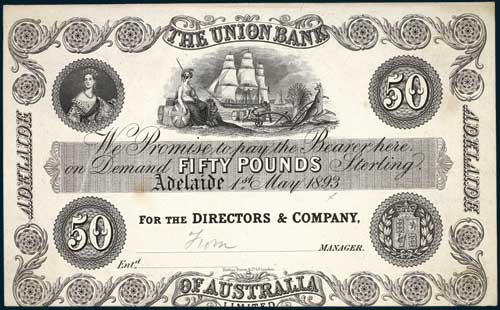 THE UNION BANK
50
We Promise to pay the Bearer here,
on Demand FIFTY POUNDS Sterling.
Adelaide 1st May 1893
ADELAIDE
ADELAIDE
FOR THE DIRECTORS & COMPANY,
50
MANAGER.
Entd.
OF AUSTRALIA
LIMITED